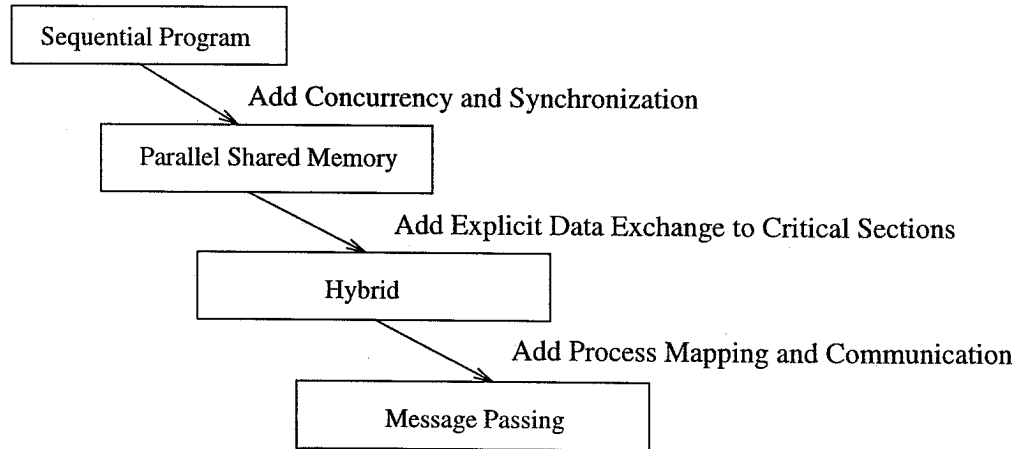 Sequential Program
Add Concurrency and Synchronization
Parallel Shared Memory
Add Explicit Data Exchange to Critical Sections
Hybrid
Add Process Mapping and Communication
Message Passing